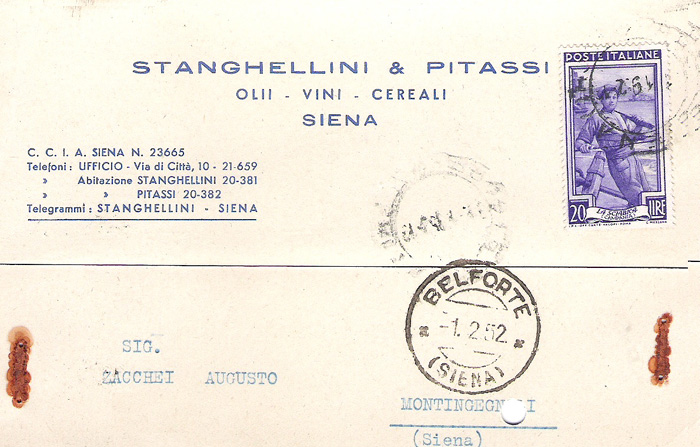 STANGHELLINI & PITASSI
OLII - VINI - CEREALI
SIENA
POSTE ITALIANE
20 LIRE
C. C. I. A. SIENA N. 23665
Telefoni: UFFICIO - Via di Città, 10 - 21-659
» Abitazione STANGHELLINI 20-381
» » PITASSI 20-382
Telegrammi: STANGHELLINI - SIENA
BELFORTE
-1. 2. 52
(SIENA)
SIG.
ZACCHEI AUGUSTO
(Siena)